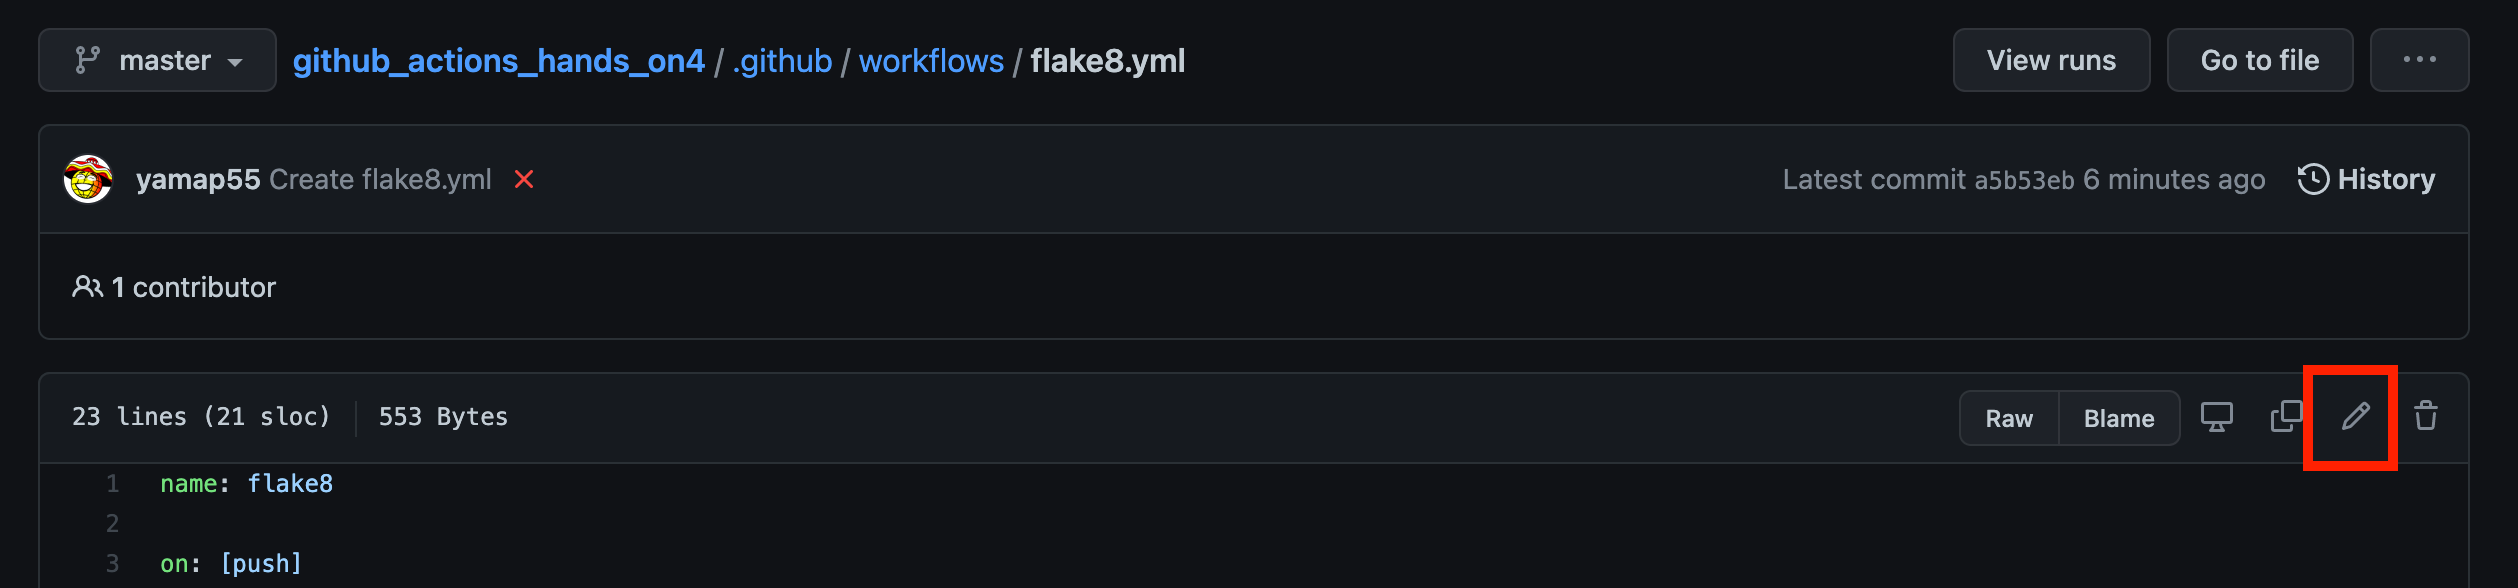 master github_actions_hands_on4 / .github / workflows / flake8.yml View runs Go to file ...
yamap55 Create flake8.yml Latest commit a5b53eb 6 minutes ago History
1 contributor
23 lines (21 sloc) 553 Bytes Raw Blame
1 name: flake8
2
3 on: [push]